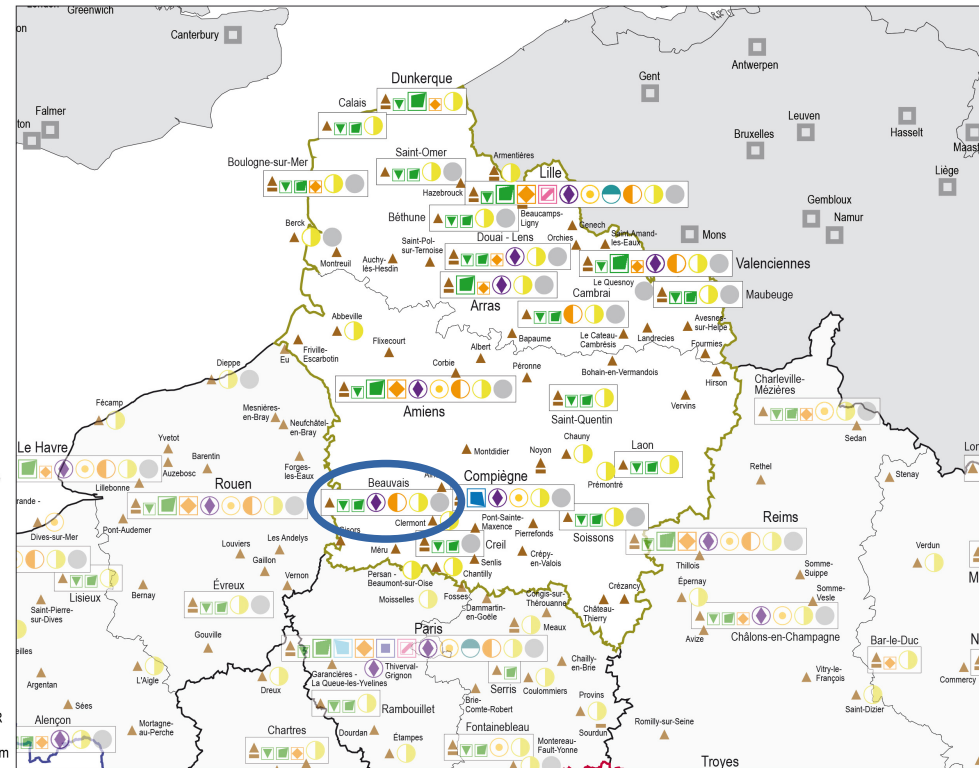 Greenwich
on
Canterbury
Falmer
ton
Dunkerque
Calais
Gent
Antwerpen
Leuven
Bruxelles
Hasselt
Maast
Liège
Gembloux
Namur
Mons
Boulogne-sur-Mer
Saint-Omer
Armentières
Lille
Hazebrouck
Béthune
Beaucamps-
Ligny
Genech
Berck
Montreuil
Auchy-
lès-Hesdin
Saint-Pol-
sur-Ternoise
Douai - Lens
Orchies
Saint-Amand-
les-Eaux
Valenciennes
Le Quesnoy
Maubeuge
Arras
Cambrai
Abbeville
Flixecourt
Albert
Bapaume
Le Cateau-
Cambrésis
Landrecies
Avesnes-
sur-Helpe
Fourmies
Dieppe
Eu
Friville-
Escarbotin
Corbie
Péronne
Bohain-en-Vermandois
Hirson
Charleville-
Mézières
Fécamp
Mesnières-
en-Bray
Neufchâtel-
en-Bray
Amiens
Saint-Quentin
Vervins
Sedan
Le Havre
Yvetot
Auzebosc
Barentin
Forges-
les-Eaux
Montdidier
Noyon
Chauny
Laon
Prémontré
Rethel
Stenay
Lon
Lillebonne
Rouen
Beauvais
Compiègne
rande -
Dives-sur-Mer
Pont-Audemer
Clermont
Pont-Sainte-
Maxence
Pierrefonds
Soissons
Reims
Louviers
Les Andelys
Gaillon
Méru
Creil
Senlis
Crépy-
en-Valois
Thillois
Verdun
Lisieux
Bernay
Évreux
Vernon
Persan -
Beaumont-sur-Oise
Chantilly
Moisselles
Fosses
Dammartin-
en-Goële
Congis-sur-
Thérouanne
Crézancy
Château-
Thierry
Épernay
Somme-
Suippe
Somme-
Vesle
M
Saint-Pierre-
sur-Dives
Gouville
Paris
Meaux
Avize
Châlons-en-Champagne
Bar-le-Duc
N
eilles
Argentan
L'Aigle
Dreux
Garancières -
La Queue-les-Yvelines
Thiverval-
Grignon
Serris
Coulommiers
Chailly-
en-Brie
Vitry-le-
François
Commercy
Sées
R
Alençon
Mortagne-
au-Perche
Rambouillet
Brie-
Comte-Robert
Provins
Saint-Dizier
m
Chartres
Dourdan
Étampes
Fontainebleau
Montereau-
Fault-Yonne
Sourdun
Romilly-sur-Seine
Troyes